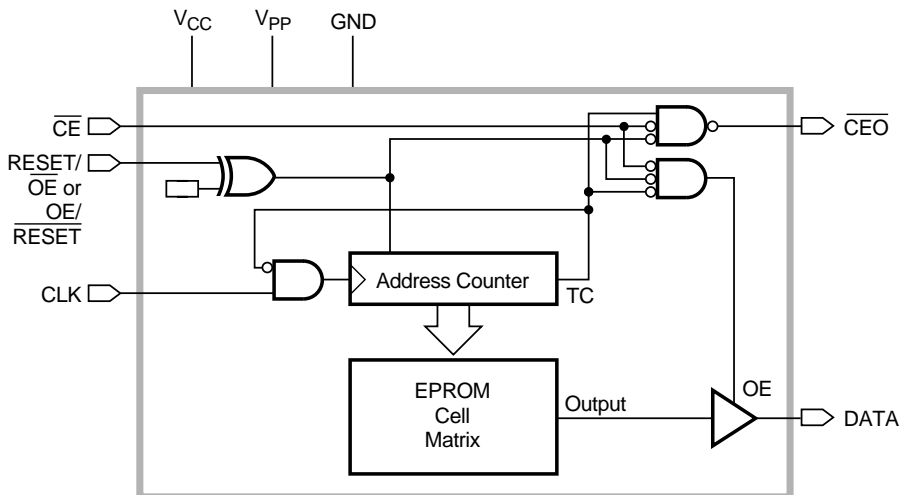 VCC
VPP
GND
CE
CEO
RESET/
OE or
OE/
RESET
CLK
Address Counter
TC
EPROM
Cell
Matrix
Output
OE
DATA